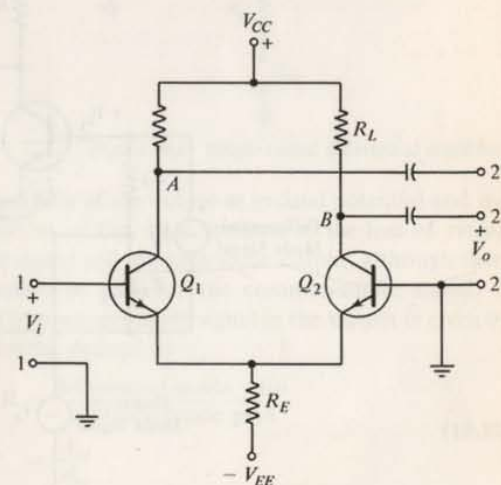 V_CC
+
R_L
A
2
B
2
+
V_o
1
+
Q_1
Q_2
2
V_i
1
R_E
− V_EE